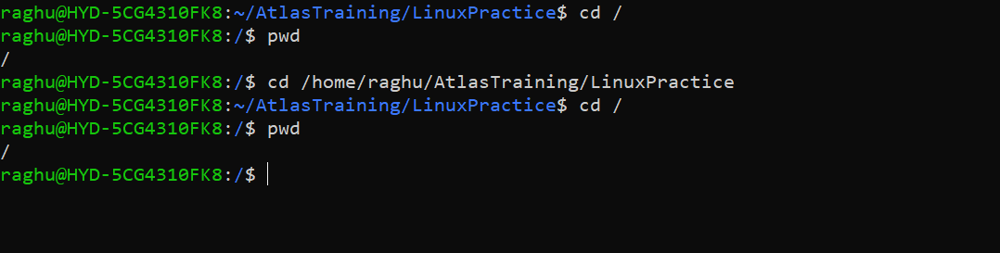 raghu@HYD-5CG4310FK8:~/AtlasTraining/LinuxPractice$ cd /
raghu@HYD-5CG4310FK8:/$ pwd
/
raghu@HYD-5CG4310FK8:/$ cd /home/raghu/AtlasTraining/LinuxPractice
raghu@HYD-5CG4310FK8:~/AtlasTraining/LinuxPractice$ cd /
raghu@HYD-5CG4310FK8:/$ pwd
/
raghu@HYD-5CG4310FK8:/$